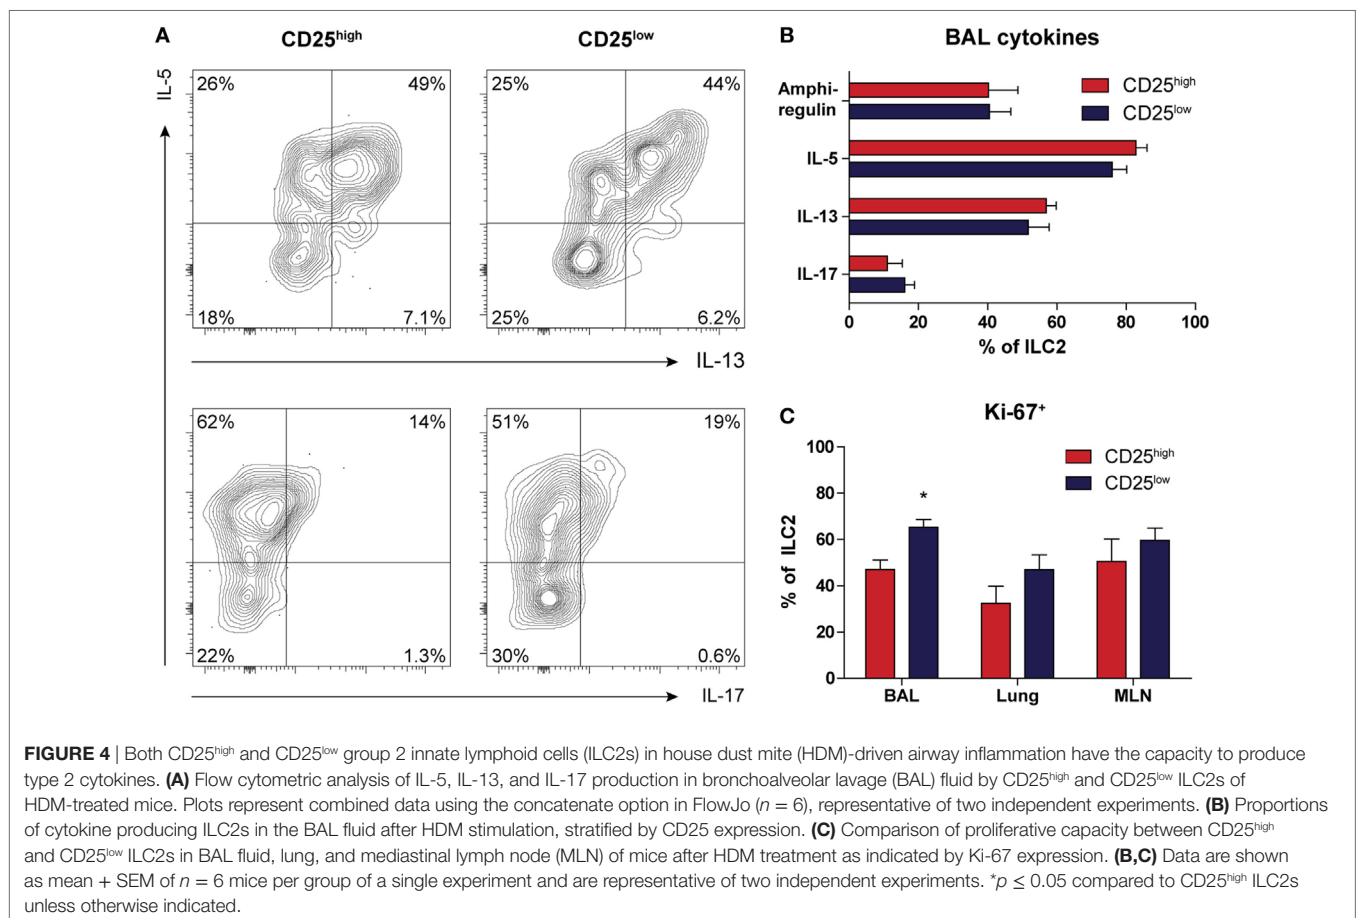 A
CD25high
CD25low
IL-5
26%
49%
18%
7.1%
25%
44%
25%
6.2%
IL-13
62%
14%
22%
1.3%
51%
19%
30%
0.6%
IL-17
B
BAL cytokines
CD25high
CD25low
Amphi-
regulin
IL-5
IL-13
IL-17
0 20 40 60 80 100
% of ILC2
C
Ki-67+
CD25high
CD25low
% of ILC2
100
80
60
40
20
0
*
BAL Lung MLN
FIGURE 4 | Both CD25high and CD25low group 2 innate lymphoid cells (ILC2s) in house dust mite (HDM)-driven airway inflammation have the capacity to produce
type 2 cytokines. (A) Flow cytometric analysis of IL-5, IL-13, and IL-17 production in bronchoalveolar lavage (BAL) fluid by CD25high and CD25low ILC2s of
HDM-treated mice. Plots represent combined data using the concatenate option in FlowJo (n = 6), representative of two independent experiments. (B) Proportions
of cytokine producing ILC2s in the BAL fluid after HDM stimulation, stratified by CD25 expression. (C) Comparison of proliferative capacity between CD25high
and CD25low ILC2s in BAL fluid, lung, and mediastinal lymph node (MLN) of mice after HDM treatment as indicated by Ki-67 expression. (B,C) Data are shown
as mean + SEM of n = 6 mice per group of a single experiment and are representative of two independent experiments. *p ≤ 0.05 compared to CD25high ILC2s
unless otherwise indicated.